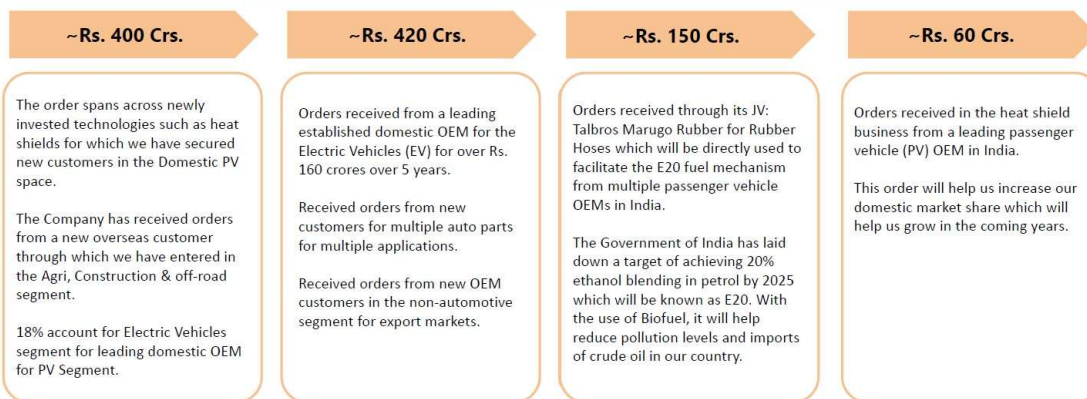 ~Rs. 400 Crs.
The order spans across newly
invested technologies such as heat
shields for which we have secured
new customers in the Domestic PV
space.
The Company has received orders
from a new overseas customer
through which we have entered in
the Agri, Construction & off-road
segment.
18% account for Electric Vehicles
segment for leading domestic OEM
for PV Segment.
~Rs. 420 Crs.
Orders received from a leading
established domestic OEM for the
Electric Vehicles (EV) for over Rs.
160 crores over 5 years.
Received orders from new
customers for multiple auto parts
for multiple applications.
Received orders from new OEM
customers in the non-automotive
segment for export markets.
~Rs. 150 Crs.
Orders received through its JV:
Talbros Marugo Rubber for Rubber
Hoses which will be directly used to
facilitate the E20 fuel mechanism
from multiple passenger vehicle
OEMs in India.
The Government of India has laid
down a target of achieving 20%
ethanol blending in petrol by 2025
which will be known as E20. With
the use of Biofuel, it will help
reduce pollution levels and imports
of crude oil in our country.
~Rs. 60 Crs.
Orders received in the heat shield
business from a leading passenger
vehicle (PV) OEM in India.
This order will help us increase our
domestic market share which will
help us grow in the coming years.